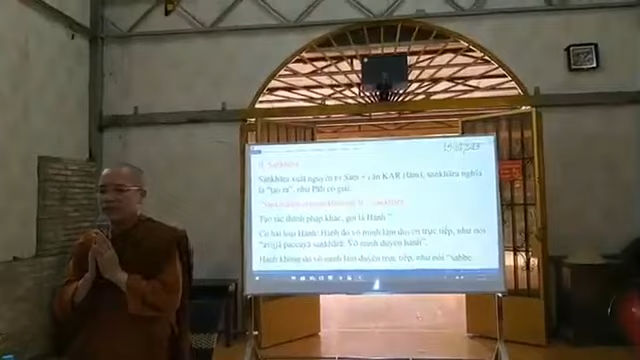 II. Sankhāra
Saṅkhāra xuất nguyên từ Saṃ + căn KAR (làm), saṅkhāra nghĩa
là "tạo ra", như Pāli có giải:
Tạo tác thành pháp khác, gọi là Hành"
Có hai loại Hành: Hành do vô minh làm duyên trực tiếp, như nói
"avijjā paccayā saṅkhārā: Vô minh duyên hành".
Hành không do vô minh làm duyên trực tiếp, như nói "sabbe